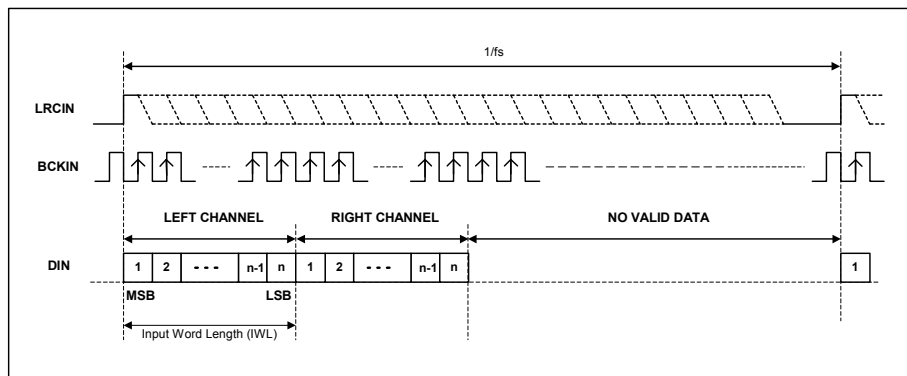 1/fs
LRCIN
BCKIN
LEFT CHANNEL RIGHT CHANNEL NO VALID DATA
DIN 1 2 - - - n-1 n 1 2 - - - n-1 n 1
MSB LSB
Input Word Length (IWL)